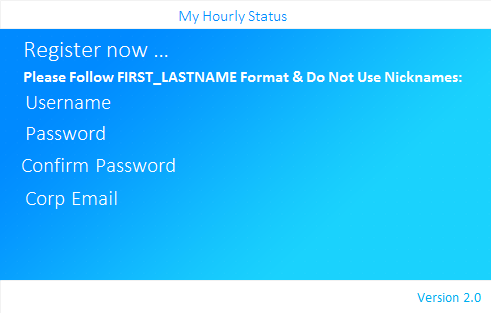 My Hourly Status
Register now ...
Please Follow FIRST_LASTNAME Format & Do Not Use Nicknames:
Username
Password
Confirm Password
Corp Email
Version 2.0